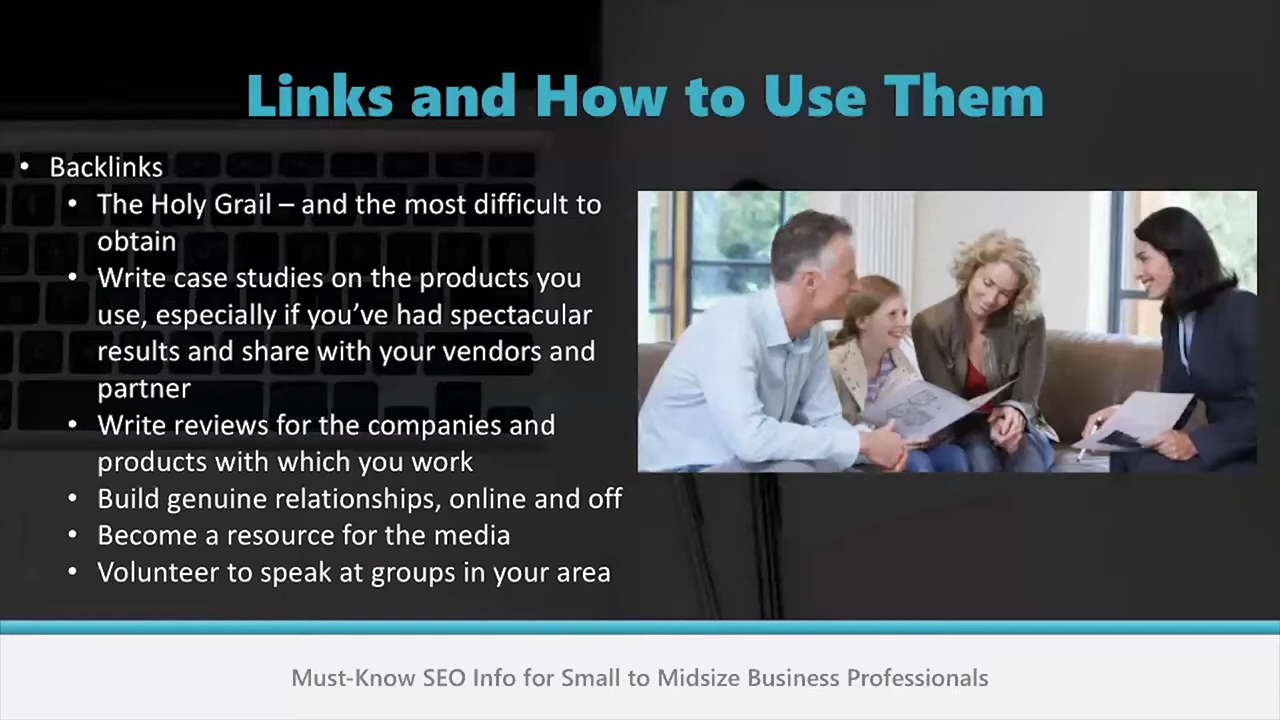 Links and How to Use Them
• Backlinks
• The Holy Grail – and the most difficult to
obtain
• Write case studies on the products you
use, especially if you’ve had spectacular
results and share with your vendors and
partner
• Write reviews for the companies and
products with which you work
• Build genuine relationships, online and off
• Become a resource for the media
• Volunteer to speak at groups in your area
Must-Know SEO Info for Small to Midsize Business Professionals